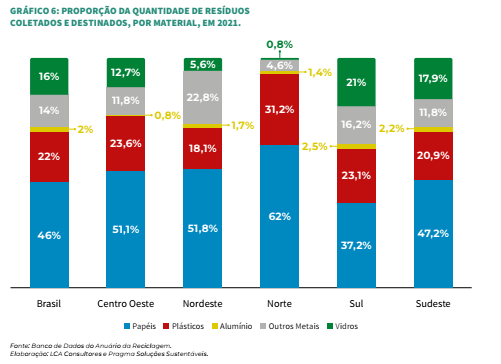 GRÁFICO 6: PROPORÇÃO DA QUANTIDADE DE RESÍDUOS
COLETADOS E DESTINADOS, POR MATERIAL, EM 2021.
16% 12,7% 5,6% 0,8% 21% 17,9%
14% 11,8% 22,8% 4,6% 16,2% 11,8%
2% 0,8% 1,7% 1,4% 2,5% 2,2%
22% 23,6% 18,1% 31,2% 23,1% 20,9%
46% 51,1% 51,8% 62% 37,2% 47,2%
Brasil Centro Oeste Nordeste Norte Sul Sudeste
Papéis Plásticos Alumínio Outros Metais Vidros
Fonte: Banco de Dados do Anuário da Reciclagem.
Elaboração: LCA Consultores e Pragma Soluções Sustentáveis.